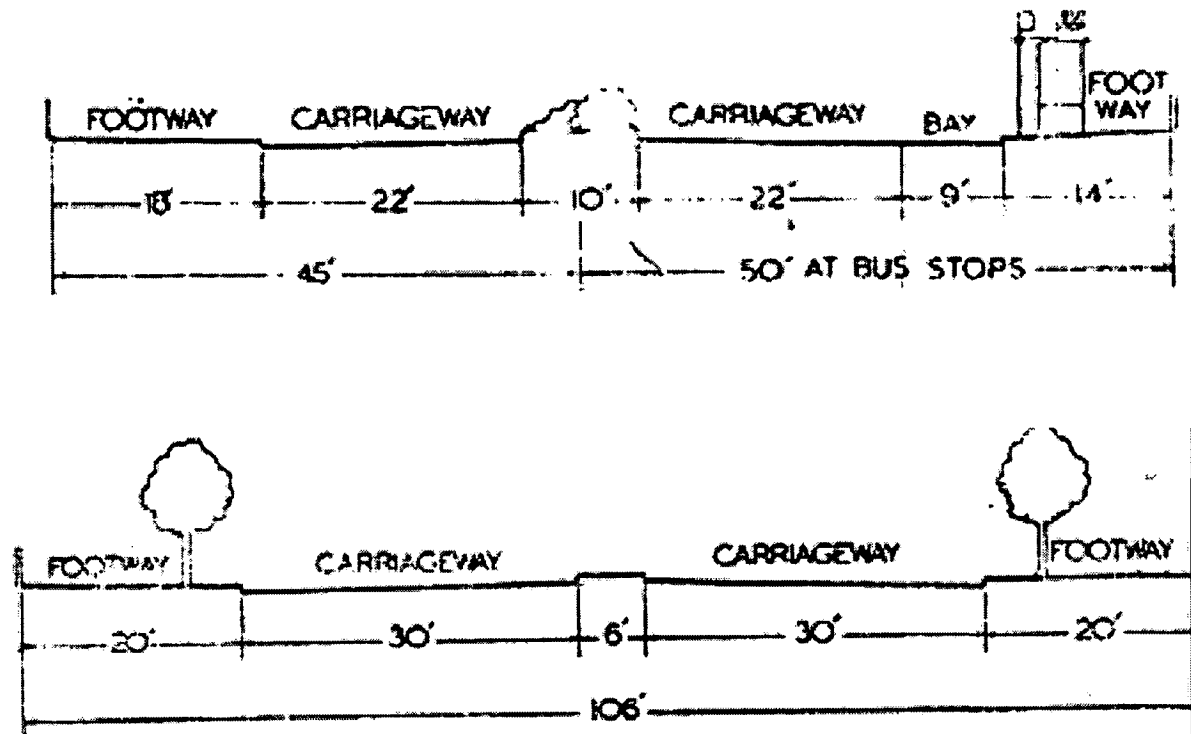 FOOTWAY CARRIAGEWAY CARRIAGEWAY BAY FOOT
WAY
18' 22' 10' 22' 9' 14'
45' 50' AT BUS STOPS
FOOTWAY CARRIAGEWAY CARRIAGEWAY FOOTWAY
20' 30' 6' 30' 20'
106'